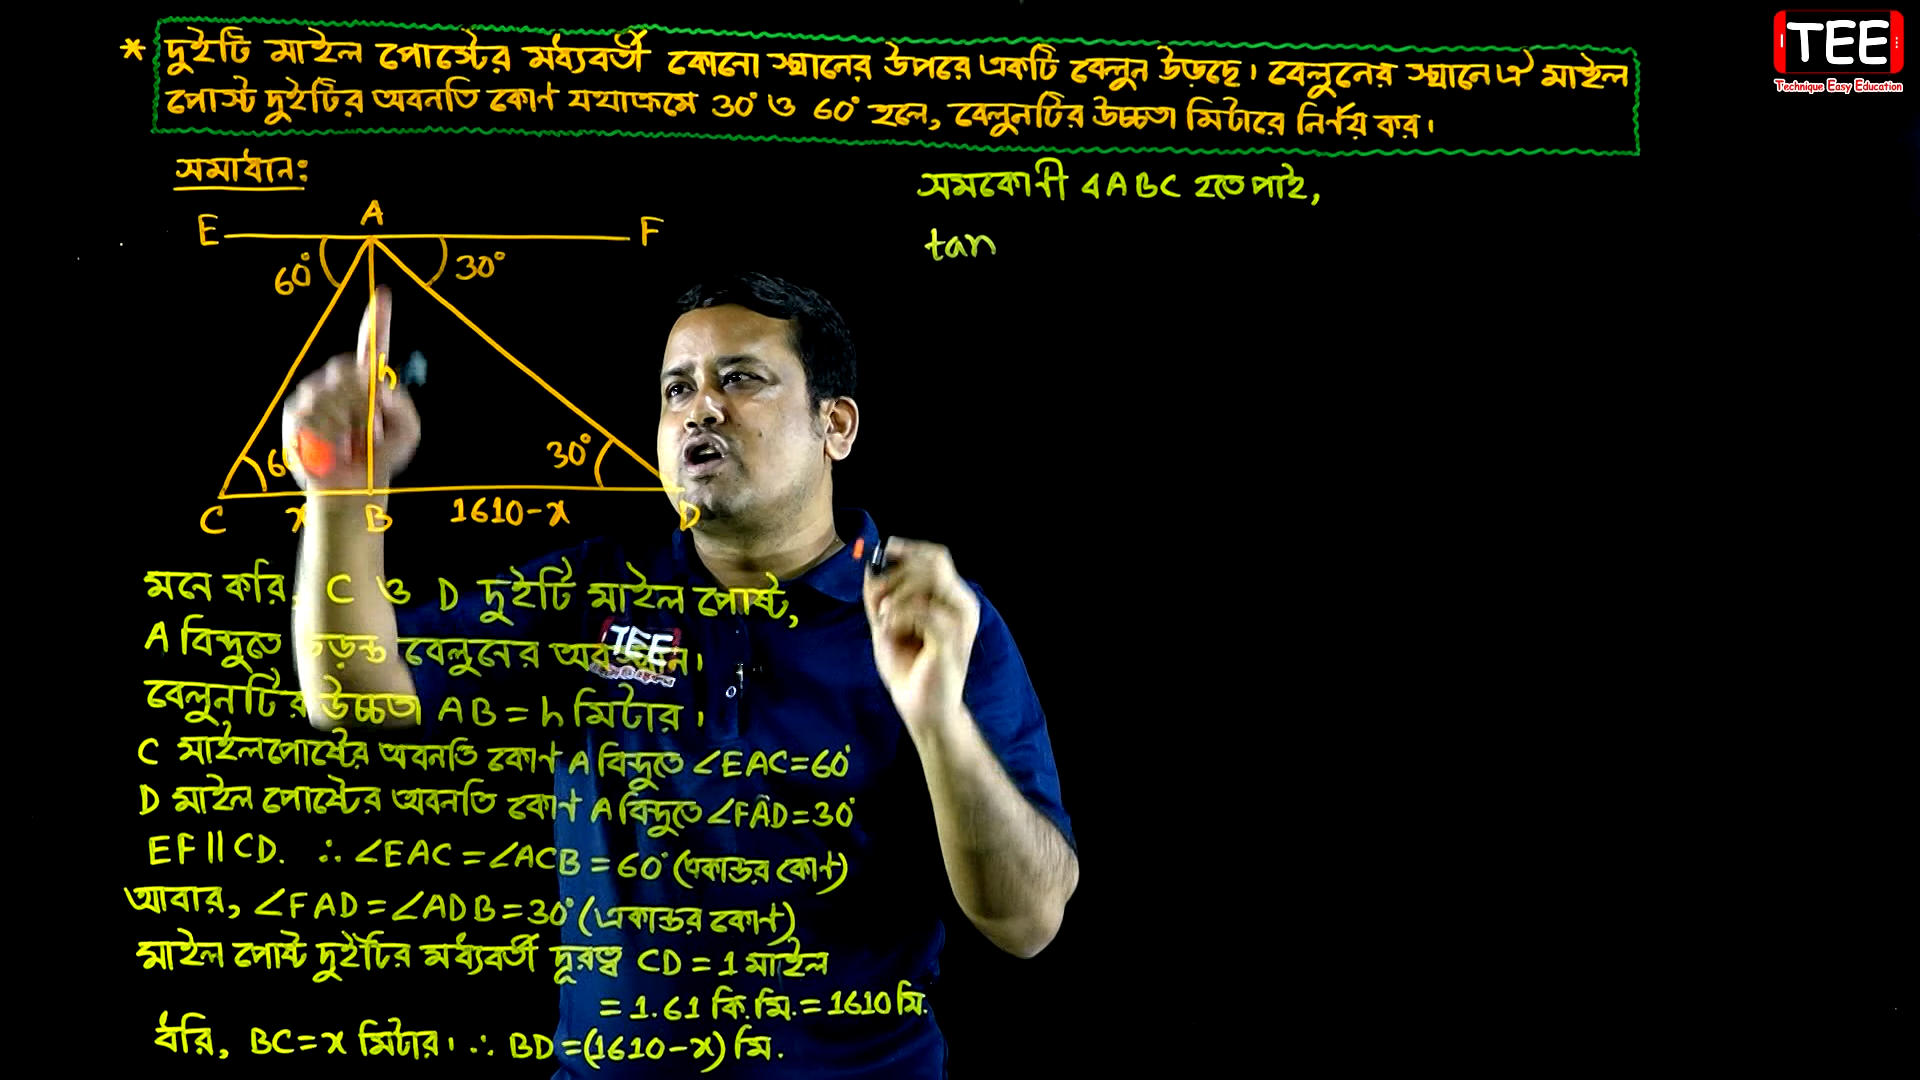 * দুইটি মাইল পোস্টের মধ্যবর্তী কোনো স্থানের উপরে একটি বেলুন উড়ছে। বেলুনের স্থানে ঐ মাইল
পোস্ট দুইটির অবনতি কোণ যথাক্রমে 30° ও 60° হলে, বেলুনটির উচ্চতা মিটারে নির্ণয় কর।
TEE
Technique Easy Education
সমাধান:
E A F
60° 30°
h
30°
C x B 1610-x D
মনে করি, C ও D দুইটি মাইল পোষ্ট,
A বিন্দুতে উড়ন্ত বেলুনের অবস্থান।
TEE
বেলুনটির উচ্চতা AB = h মিটার।
C মাইলপোষ্টের অবনতি কোণ A বিন্দুতে ∠EAC=60°
D মাইল পোষ্টের অবনতি কোণ A বিন্দুতে ∠FAD=30°
EF||CD. ∴ ∠EAC = ∠ACB = 60° (একান্তর কোণ)
আবার, ∠FAD = ∠ADB = 30° (একান্তর কোণ)
মাইল পোষ্ট দুইটির মধ্যবর্তী দূরত্ব CD = 1 মাইল
= 1.61 কি.মি. = 1610 মি.
ধরি, BC = x মিটার। ∴ BD = (1610-x) মি.
সমকোণী ⊿ABC হতে পাই,
tan